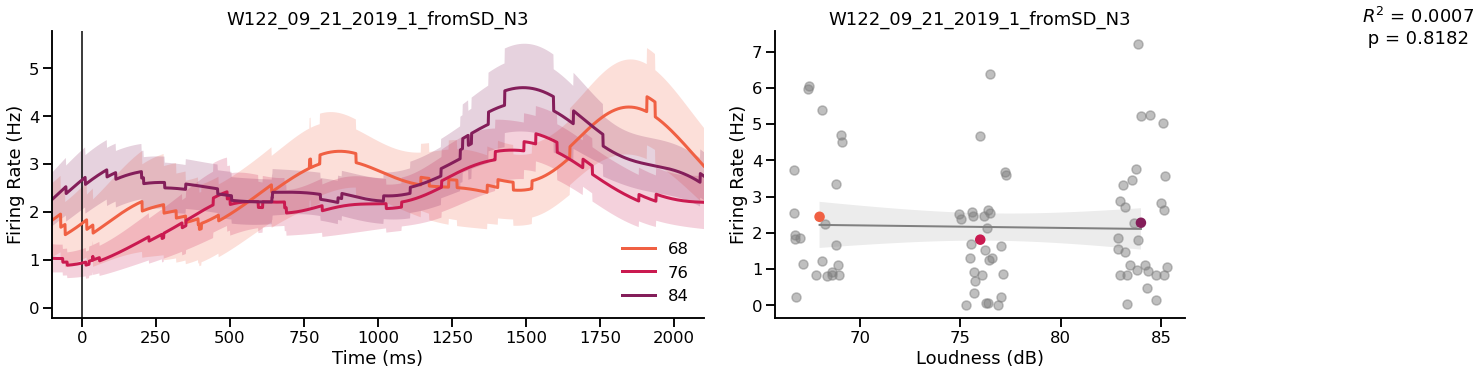 W122_09_21_2019_1_fromSD_N3
Firing Rate (Hz)
5
4
3
2
1
0
68
76
84
0 250 500 750 1000 1250 1500 1750 2000
Time (ms)
W122_09_21_2019_1_fromSD_N3
Firing Rate (Hz)
7
6
5
4
3
2
1
0
70 75 80 85
Loudness (dB)
R² = 0.0007
p = 0.8182